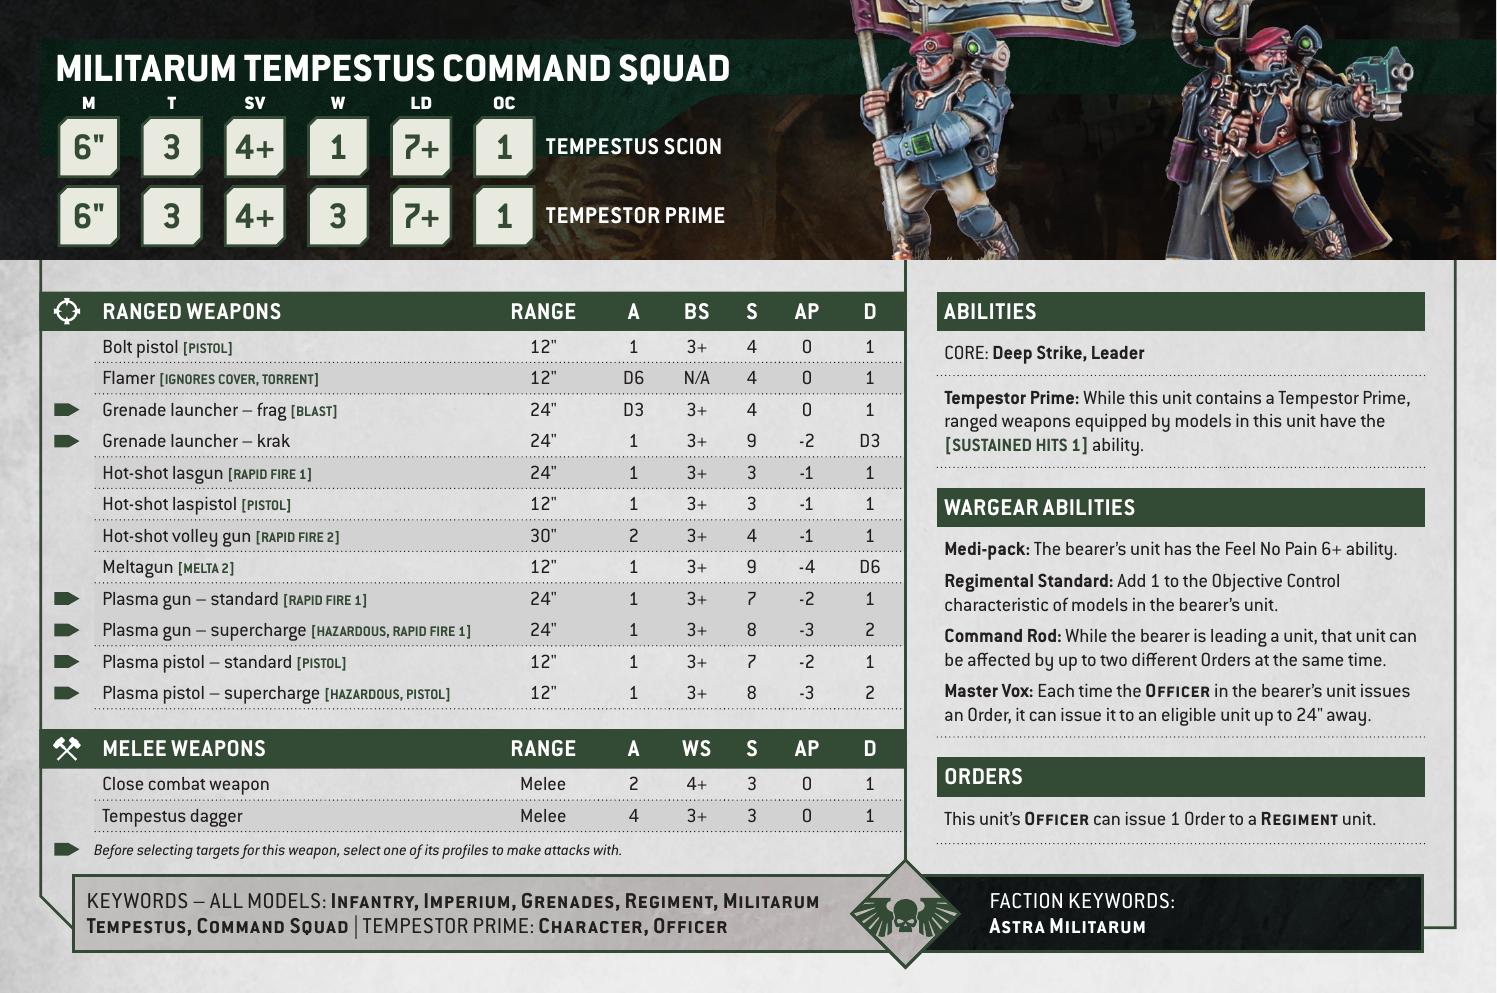 MILITARUM TEMPESTUS COMMAND SQUAD
M T SV W LD OC
6" 3 4+ 1 7+ 1 TEMPESTUS SCION
6" 3 4+ 3 7+ 1 TEMPESTOR PRIME
RANGED WEAPONS RANGE A BS S AP D
Bolt pistol [PISTOL] 12" 1 3+ 4 0 1
Flamer [IGNORES COVER, TORRENT] 12" D6 N/A 4 0 1
Grenade launcher – frag [BLAST] 24" D3 3+ 4 0 1
Grenade launcher – krak 24" 1 3+ 9 -2 D3
Hot-shot lasgun [RAPID FIRE 1] 24" 1 3+ 3 -1 1
Hot-shot laspistol [PISTOL] 12" 1 3+ 3 -1 1
Hot-shot volley gun [RAPID FIRE 2] 30" 2 3+ 4 -1 1
Meltagun [MELTA 2] 12" 1 3+ 9 -4 D6
Plasma gun – standard [RAPID FIRE 1] 24" 1 3+ 7 -2 1
Plasma gun – supercharge [HAZARDOUS, RAPID FIRE 1] 24" 1 3+ 8 -3 2
Plasma pistol – standard [PISTOL] 12" 1 3+ 7 -2 1
Plasma pistol – supercharge [HAZARDOUS, PISTOL] 12" 1 3+ 8 -3 2
MELEE WEAPONS RANGE A WS S AP D
Close combat weapon Melee 2 4+ 3 0 1
Tempestus dagger Melee 4 3+ 3 0 1
Before selecting targets for this weapon, select one of its profiles to make attacks with.
ABILITIES
CORE: Deep Strike, Leader
Tempestor Prime: While this unit contains a Tempestor Prime,
ranged weapons equipped by models in this unit have the
[SUSTAINED HITS 1] ability.
WARGEAR ABILITIES
Medi-pack: The bearer's unit has the Feel No Pain 6+ ability.
Regimental Standard: Add 1 to the Objective Control
characteristic of models in the bearer's unit.
Command Rod: While the bearer is leading a unit, that unit can
be affected by up to two different Orders at the same time.
Master Vox: Each time the OFFICER in the bearer's unit issues
an Order, it can issue it to an eligible unit up to 24" away.
ORDERS
This unit's OFFICER can issue 1 Order to a REGIMENT unit.
KEYWORDS – ALL MODELS: INFANTRY, IMPERIUM, GRENADES, REGIMENT, MILITARUM
TEMPESTUS, COMMAND SQUAD | TEMPESTOR PRIME: CHARACTER, OFFICER
FACTION KEYWORDS:
ASTRA MILITARUM